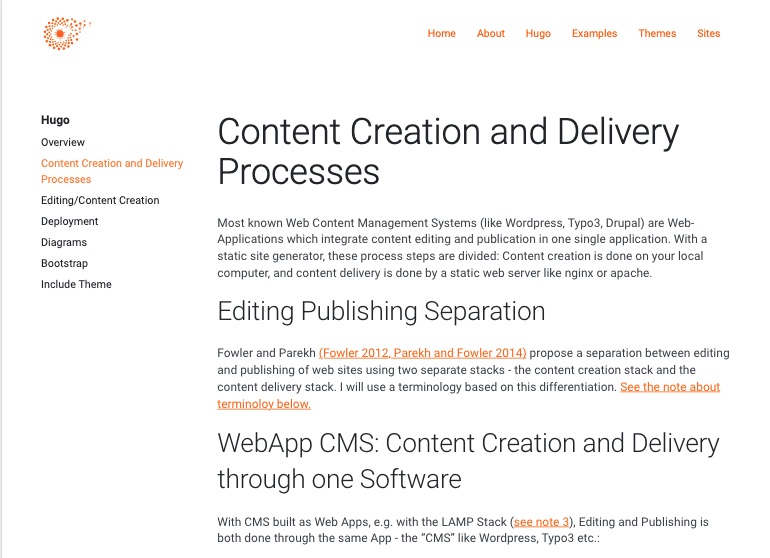 Home About Hugo Examples Themes Sites
Hugo
Overview
Content Creation and Delivery
Processes
Editing/Content Creation
Deployment
Diagrams
Bootstrap
Include Theme
Content Creation and Delivery
Processes
Most known Web Content Management Systems (like Wordpress, Typo3, Drupal) are Web-
Applications which integrate content editing and publication in one single application. With a
static site generator, these process steps are divided: Content creation is done on your local
computer, and content delivery is done by a static web server like nginx or apache.
Editing Publishing Separation
Fowler and Parekh (Fowler 2012, Parekh and Fowler 2014) propose a separation between editing
and publishing of web sites using two separate stacks - the content creation stack and the
content delivery stack. I will use a terminology based on this differentiation. See the note about
terminoloy below.
WebApp CMS: Content Creation and Delivery
through one Software
With CMS built as Web Apps, e.g. with the LAMP Stack (see note 3), Editing and Publishing is
both done through the same App - the “CMS” like Wordpress, Typo3 etc.: